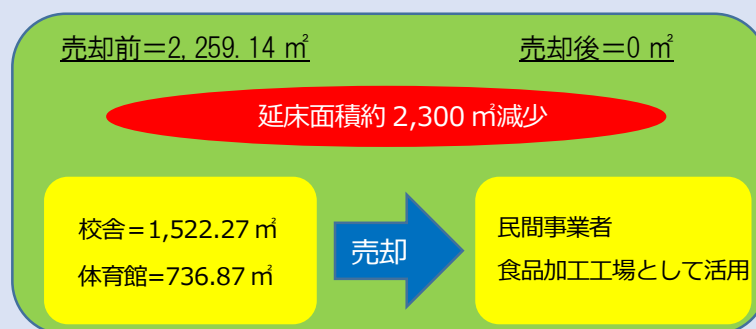 売却前＝2,259.14 ㎡
売却後＝0 ㎡
延床面積約 2,300 ㎡減少
校舎＝1,522.27 ㎡
体育館=736.87 ㎡
売却
民間事業者
食品加工工場として活用